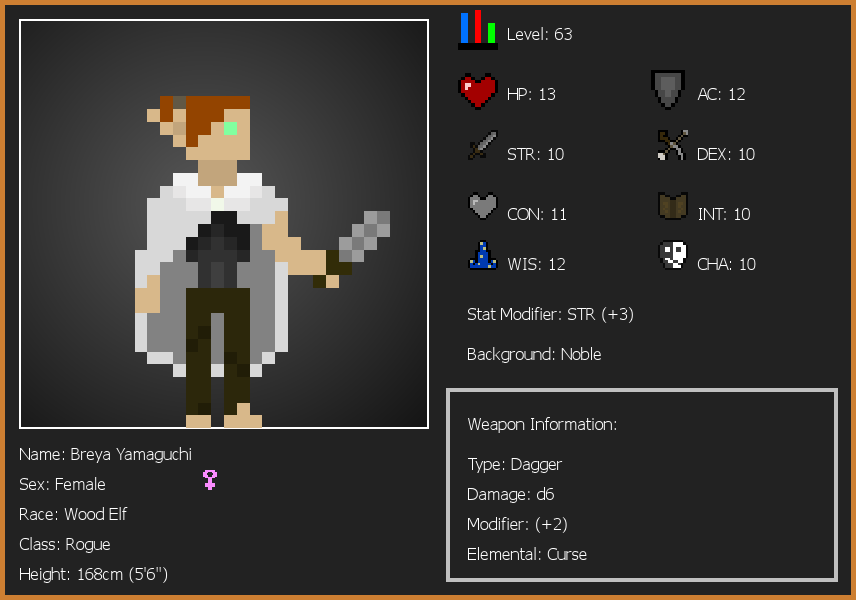 Level: 63
HP: 13
AC: 12
STR: 10
DEX: 10
CON: 11
INT: 10
WIS: 12
CHA: 10
Stat Modifier: STR (+3)
Background: Noble
Weapon Information:
Type: Dagger
Damage: d6
Modifier: (+2)
Elemental: Curse
Name: Breya Yamaguchi
Sex: Female
Race: Wood Elf
Class: Rogue
Height: 168cm (5'6")